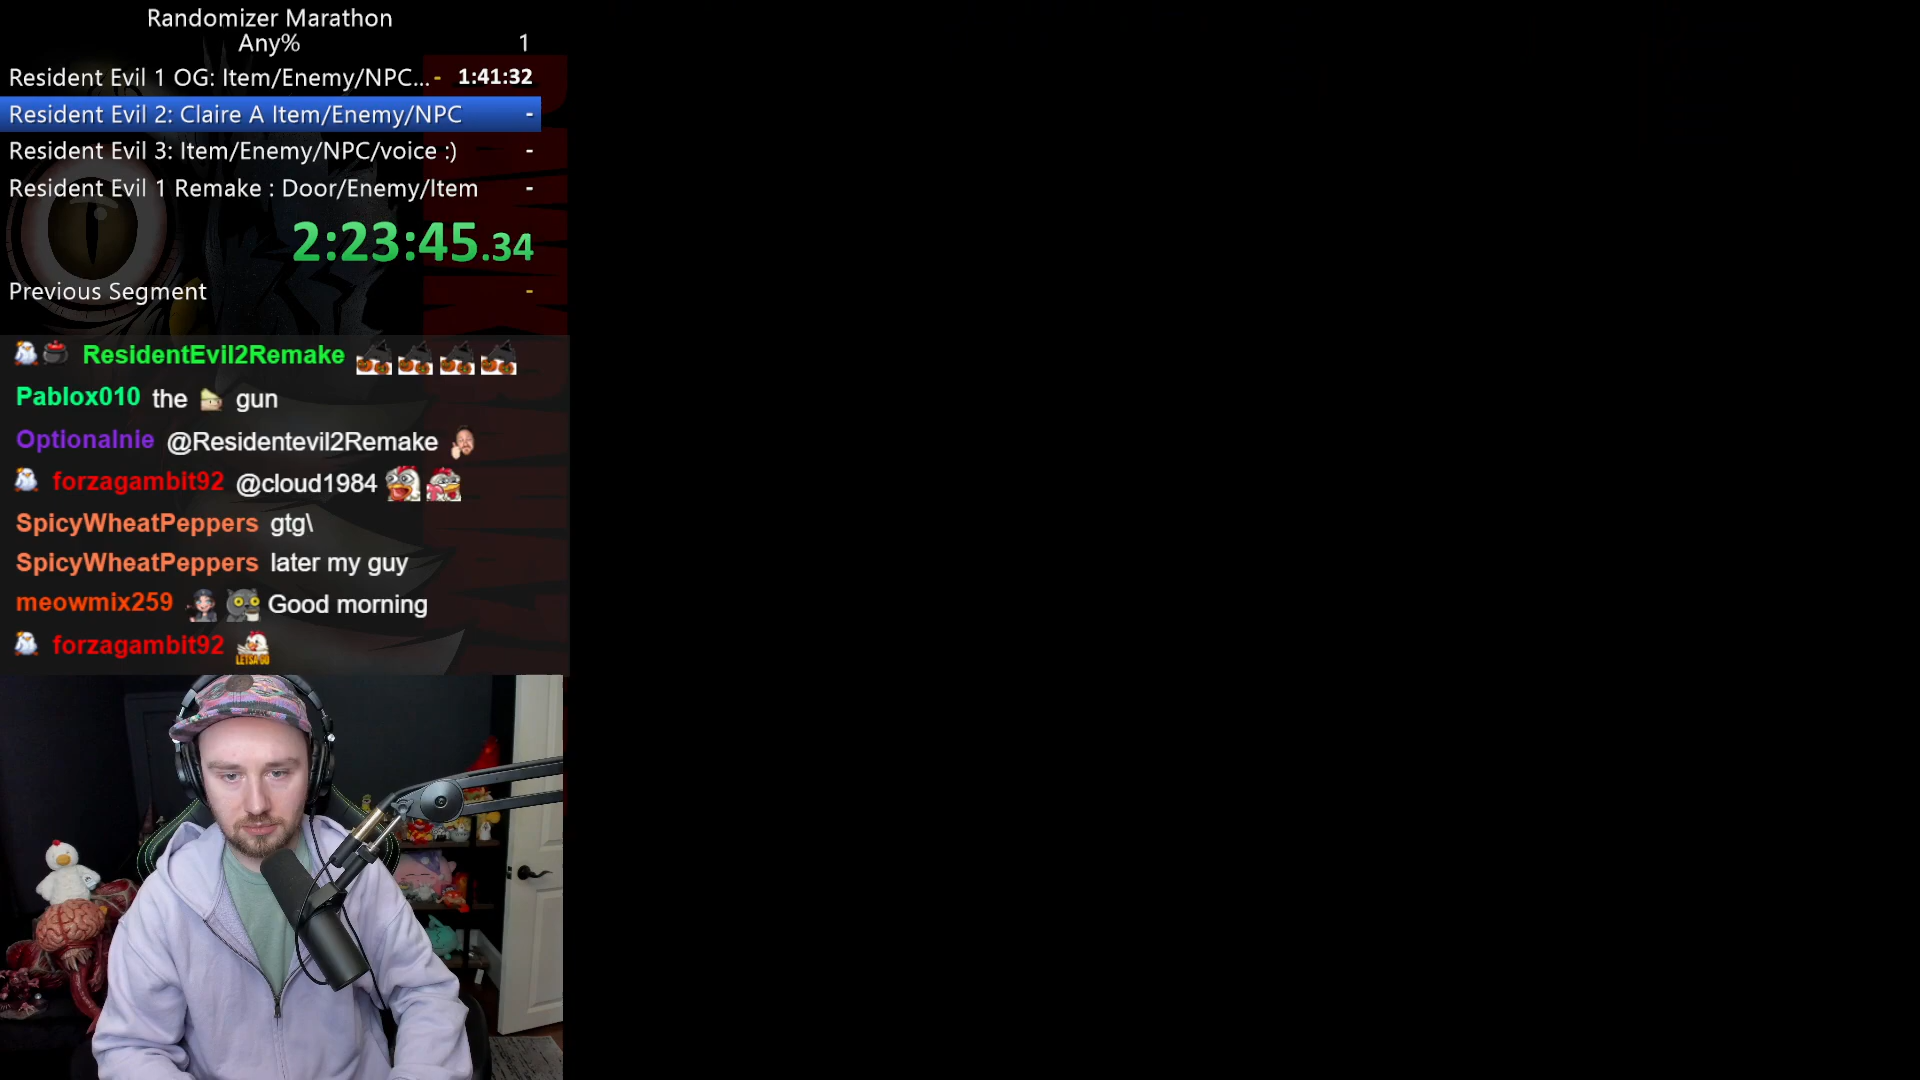 Randomizer Marathon
Any% 1
Resident Evil 1 OG: Item/Enemy/NPC... - 1:41:32
Resident Evil 2: Claire A Item/Enemy/NPC -
Resident Evil 3: Item/Enemy/NPC/voice :) -
Resident Evil 1 Remake : Door/Enemy/Item -
2:23:45.34
Previous Segment -
ResidentEvil2Remake
Pablox010 the gun
Optionalnie @Residentevil2Remake
forzagambit92 @cloud1984
SpicyWheatPeppers gtg\
SpicyWheatPeppers later my guy
meowmix259 Good morning
forzagambit92 LETSA GO